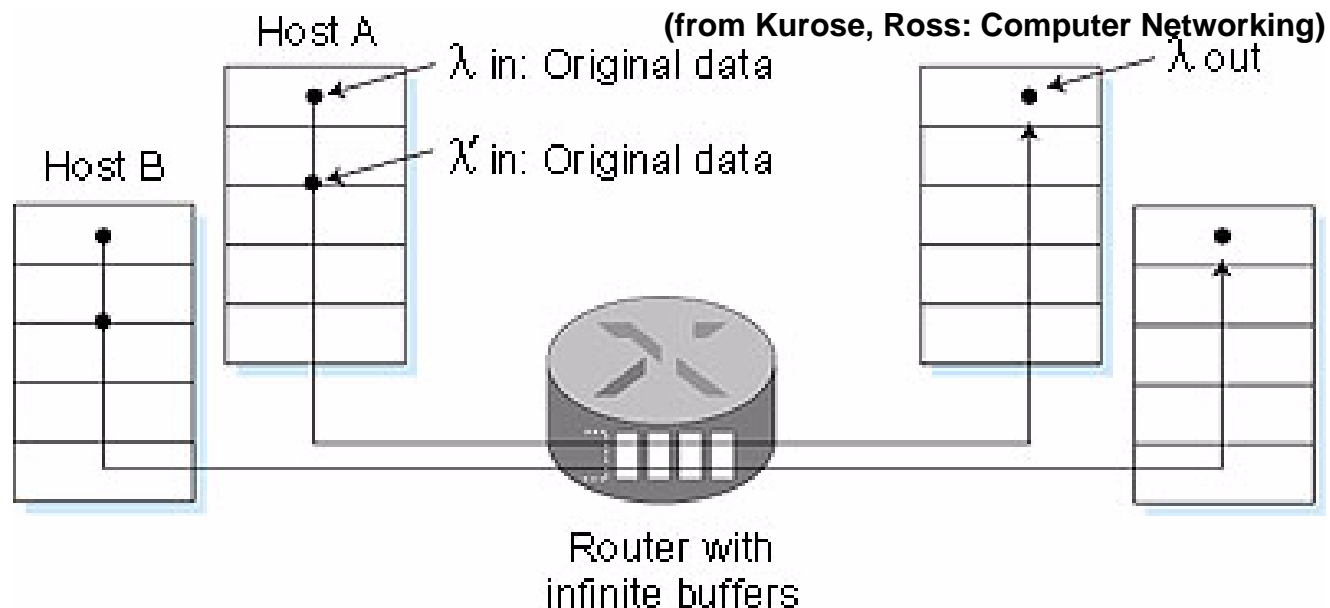 (from Kurose, Ross: Computer Networking)
Host A
λ in: Original data
λ out
λ' in: Original data
Host B
Router with
infinite buffers